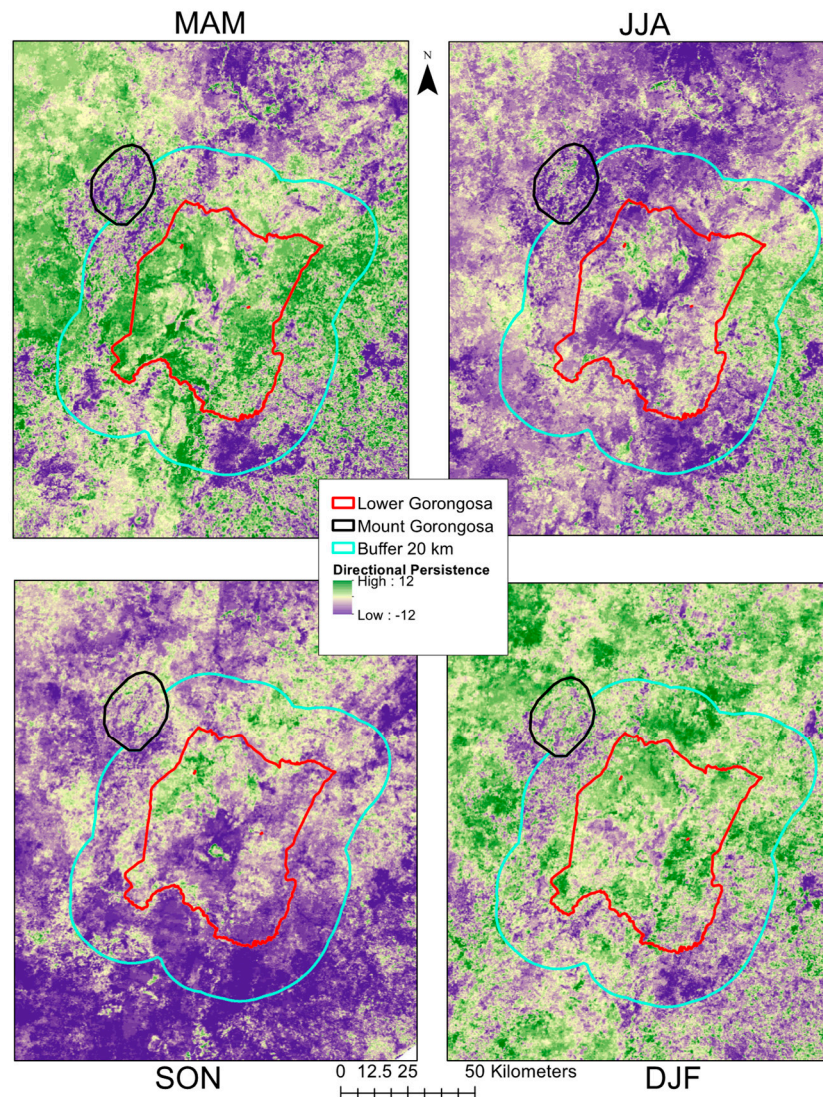 MAM
JJA
N
Lower Gorongosa
Mount Gorongosa
Buffer 20 km
Directional Persistence
High : 12
Low : -12
SON
0 12.5 25 50 Kilometers
DJF